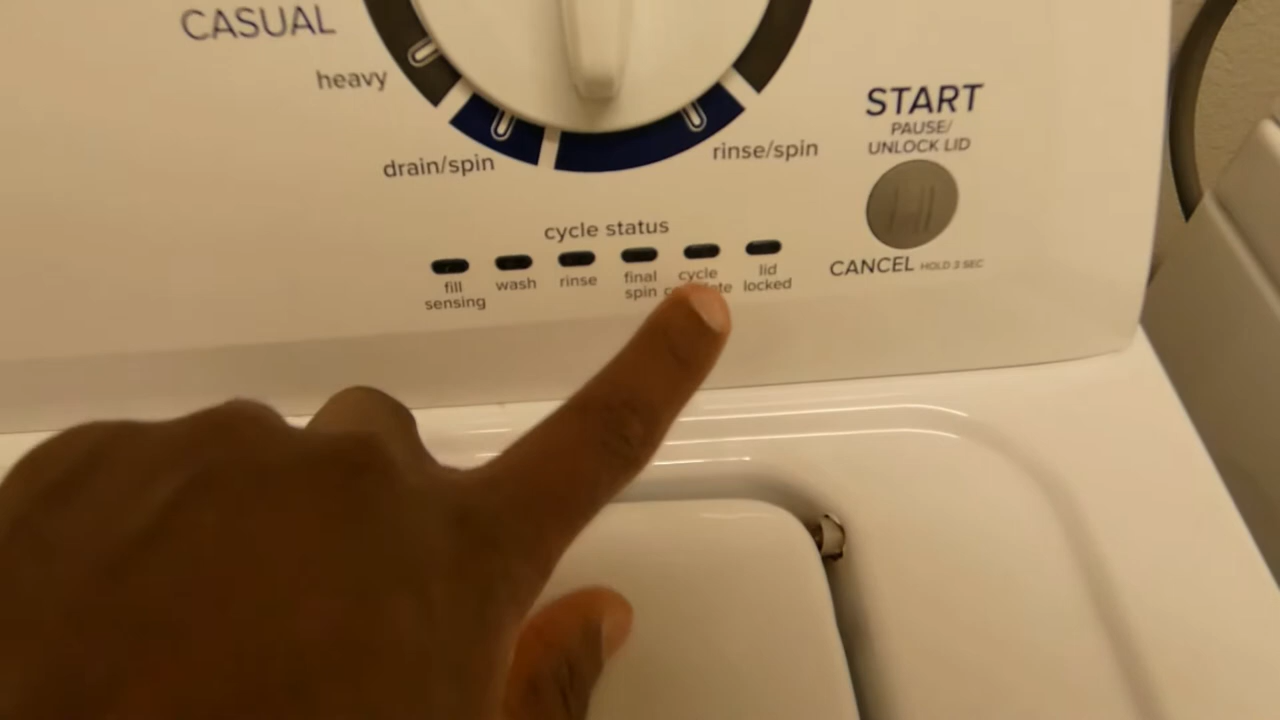 CASUAL
heavy
drain/spin
rinse/spin
START
PAUSE/
UNLOCK LID
CANCEL HOLD 3 SEC
cycle status
fill
sensing
wash
rinse
final
spin
cycle
lid
locked